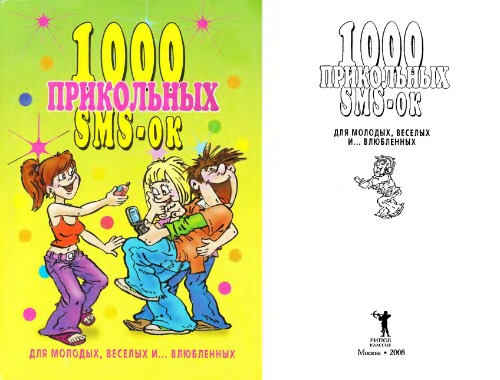 1000
ПРИКОЛЬНЫХ
SMS-ОК
ДЛЯ МОЛОДЫХ, ВЕСЕЛЫХ И... ВЛЮБЛЕННЫХ
1000
ПРИКОЛЬНЫХ
SMS-ОК
ДЛЯ МОЛОДЫХ, ВЕСЕЛЫХ
И... ВЛЮБЛЕННЫХ
РИПОЛ
КЛАССИК
Москва • 2008